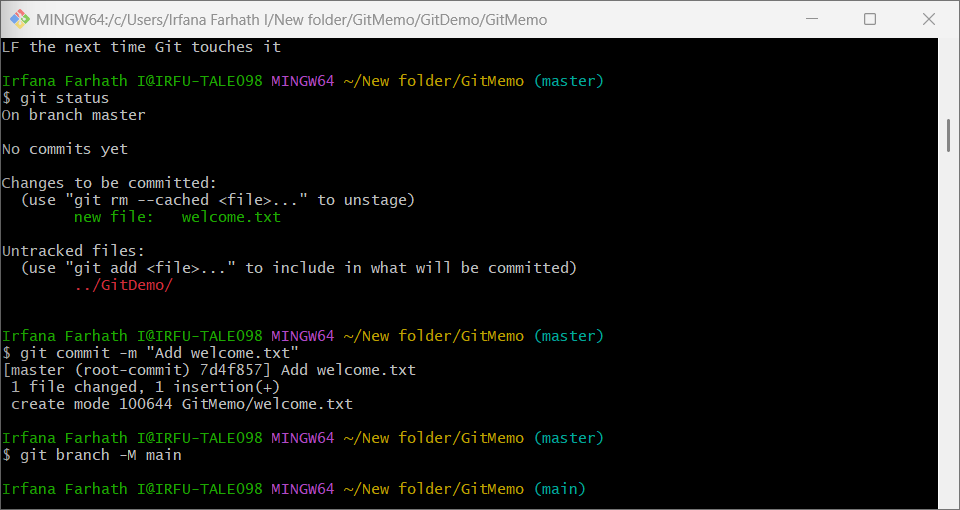 MINGW64:/c/Users/Irfana Farhath I/New folder/GitMemo/GitDemo/GitMemo
LF the next time Git touches it
Irfana Farhath I@IRFU-TALE098 MINGW64 ~/New folder/GitMemo (master)
$ git status
On branch master
No commits yet
Changes to be committed:
  (use "git rm --cached <file>..." to unstage)
        new file:   welcome.txt
Untracked files:
  (use "git add <file>..." to include in what will be committed)
        ../GitDemo/
Irfana Farhath I@IRFU-TALE098 MINGW64 ~/New folder/GitMemo (master)
$ git commit -m "Add welcome.txt"
[master (root-commit) 7d4f857] Add welcome.txt
 1 file changed, 1 insertion(+)
 create mode 100644 GitMemo/welcome.txt
Irfana Farhath I@IRFU-TALE098 MINGW64 ~/New folder/GitMemo (master)
$ git branch -M main
Irfana Farhath I@IRFU-TALE098 MINGW64 ~/New folder/GitMemo (main)